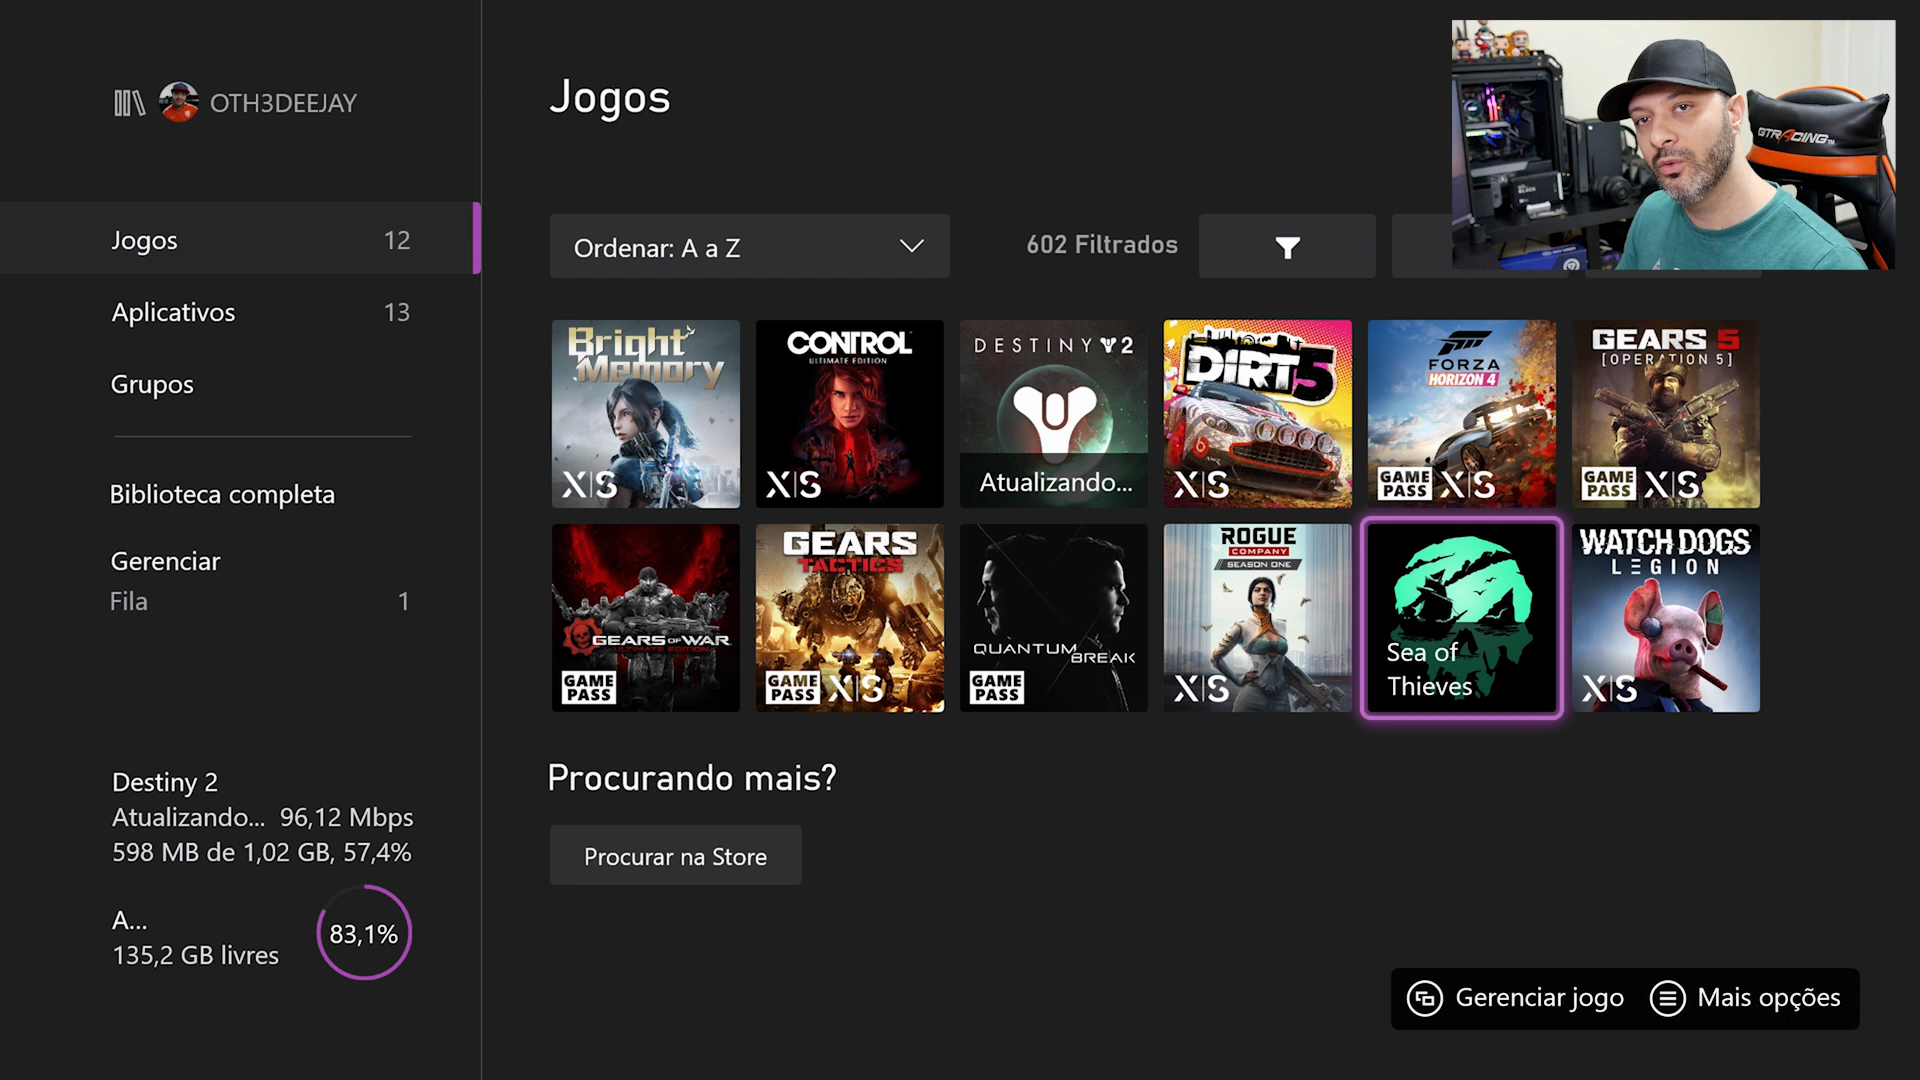 OTH3DEEJAY
Jogos 12
Aplicativos 13
Grupos
Biblioteca completa
Gerenciar
Fila 1
Destiny 2
Atualizando... 96,12 Mbps
598 MB de 1,02 GB, 57,4%
A...
135,2 GB livres
83,1%
Jogos
Ordenar: A a Z
602 Filtrados
GTRACING
Bright
Memory
X|S
CONTROL
ULTIMATE EDITION
X|S
DESTINY 2
Atualizando...
DIRT 5
X|S
FORZA
HORIZON 4
GAME
PASS
X|S
GEARS 5
[OPERATION 5]
GAME
PASS
X|S
GEARS OF WAR
ULTIMATE EDITION
GAME
PASS
GEARS
TACTICS
GAME
PASS
X|S
QUANTUM
BREAK
GAME
PASS
ROGUE
COMPANY
SEASON ONE
X|S
Sea of
Thieves
WATCH DOGS
LEGION
X|S
Procurando mais?
Procurar na Store
Gerenciar jogo
Mais opções